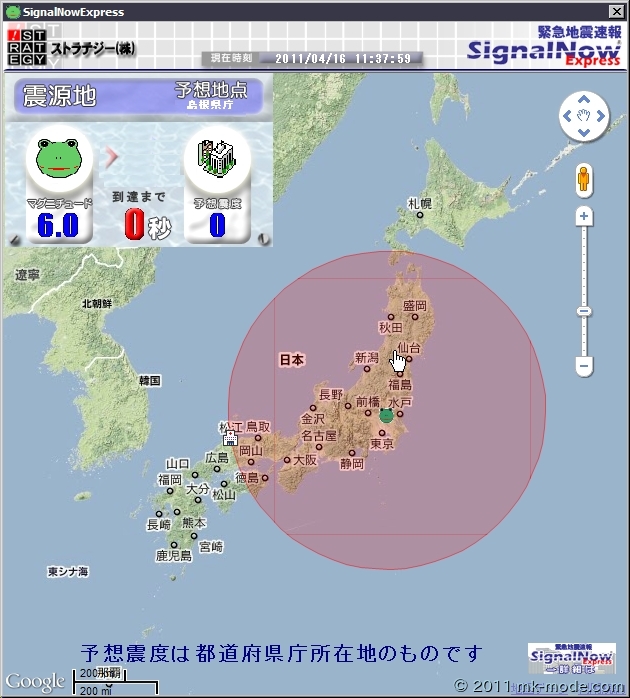 SignalNowExpress
iSTRATEGY ストラテジー(株)
現在時刻 2011/04/16 11:37:59
緊急地震速報
SignalNow
Express
震源地 予想地点
島根県庁
マグニチュード
6.0
到達まで
0秒
予想震度
0
札幌
遼寧
北朝鮮
盛岡
秋田
仙台
日本
新潟
韓国
福島
長野
前橋 水戸
金沢
松江 鳥取
名古屋
東京
岡山
広島
大阪
静岡
山口
徳島
福岡
大分
松山
長崎
熊本
宮崎
鹿児島
東シナ海
予想震度は都道府県庁所在地のものです
緊急地震速報
SignalNow
Express
Google
那覇
200 mi
© 2011 mk-mode.com